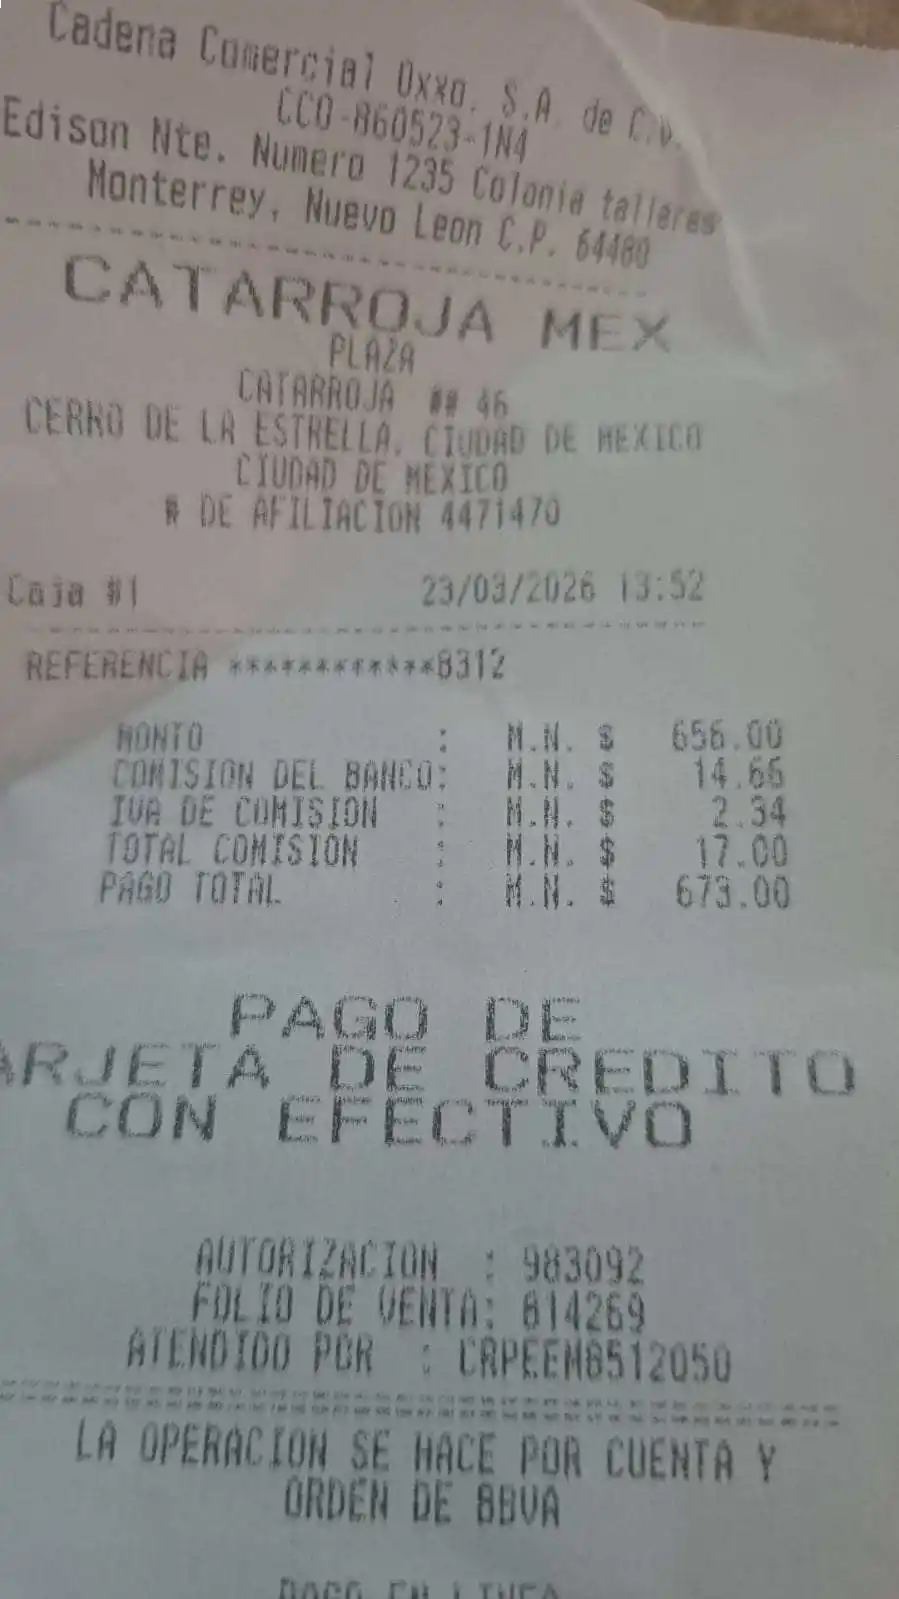 Cadena Comercial Oxxo. S.A. de C.V.
CCO-860523-1N4
Edison Nte. Numero 1235 Colonia talleres
Monterrey, Nuevo Leon C.P. 64480
CATARROJA MEX
PLAZA
CATARROJA ## 46
CERRO DE LA ESTRELLA, CIUDAD DE MEXICO
CIUDAD DE MEXICO
# DE AFILIACION 4471470
Caja #1 23/03/2026 13:52
REFERENCIA ************8312
MONTO : M.N. $ 656.00
COMISION DEL BANCO: M.N. $ 14.66
IVA DE COMISION : M.N. $ 2.34
TOTAL COMISION : M.N. $ 17.00
PAGO TOTAL : M.N. $ 673.00
PAGO DE
ARJETA DE CREDITO
CON EFECTIVO
AUTORIZACION : 983092
FOLIO DE VENTA: 814269
ATENDIDO POR : CRPEEM8512050
LA OPERACION SE HACE POR CUENTA Y
ORDEN DE BBVA
PAGO EN LINEA